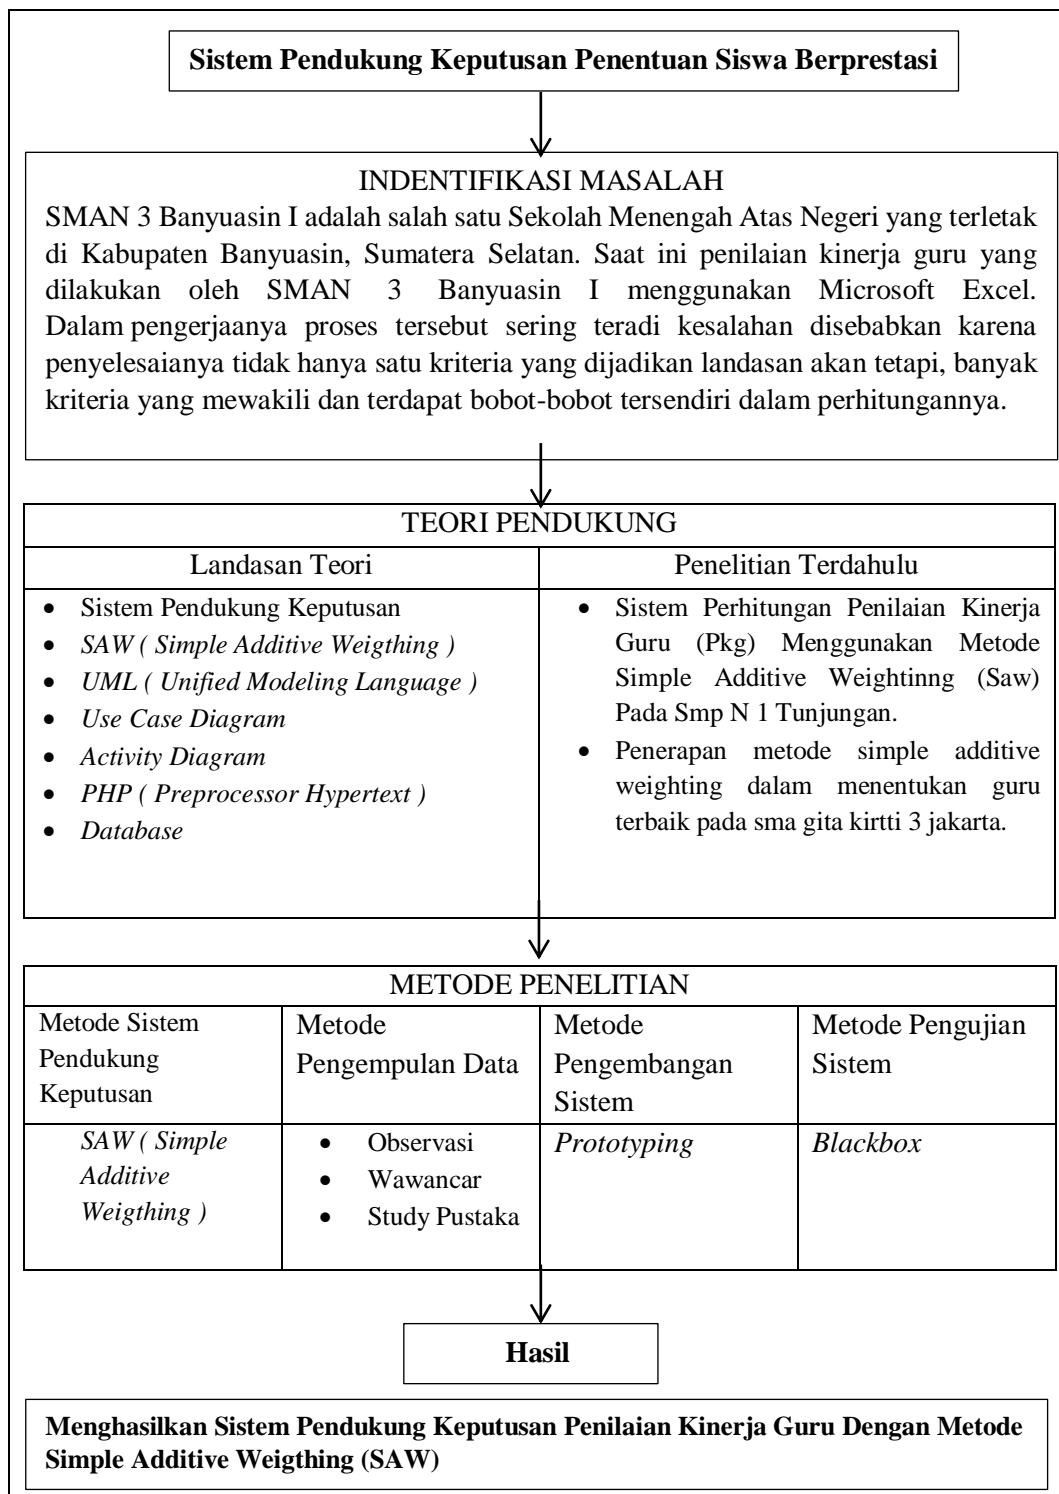 Sistem Pendukung Keputusan Penentuan Siswa Berprestasi
INDENTIFIKASI MASALAH
SMAN 3 Banyuasin I adalah salah satu Sekolah Menengah Atas Negeri yang terletak
di Kabupaten Banyuasin, Sumatera Selatan. Saat ini penilaian kinerja guru yang
dilakukan oleh SMAN 3 Banyuasin I menggunakan Microsoft Excel.
Dalam pengerjaanya proses tersebut sering teradi kesalahan disebabkan karena
penyelesaianya tidak hanya satu kriteria yang dijadikan landasan akan tetapi, banyak
kriteria yang mewakili dan terdapat bobot-bobot tersendiri dalam perhitungannya.
TEORI PENDUKUNG
Landasan Teori
• Sistem Pendukung Keputusan
• SAW ( Simple Additive Weigthing )
• UML ( Unified Modeling Language )
• Use Case Diagram
• Activity Diagram
• PHP ( Preprocessor Hypertext )
• Database
Penelitian Terdahulu
• Sistem Perhitungan Penilaian Kinerja
Guru (Pkg) Menggunakan Metode
Simple Additive Weightinng (Saw)
Pada Smp N 1 Tunjungan.
• Penerapan metode simple additive
weighting dalam menentukan guru
terbaik pada sma gita kirtti 3 jakarta.
METODE PENELITIAN
Metode Sistem
Pendukung
Keputusan
Metode
Pengempulan Data
Metode
Pengembangan
Sistem
Metode Pengujian
Sistem
SAW ( Simple
Additive
Weigthing )
• Observasi
• Wawancar
• Study Pustaka
Prototyping
Blackbox
Hasil
Menghasilkan Sistem Pendukung Keputusan Penilaian Kinerja Guru Dengan Metode
Simple Additive Weigthing (SAW)